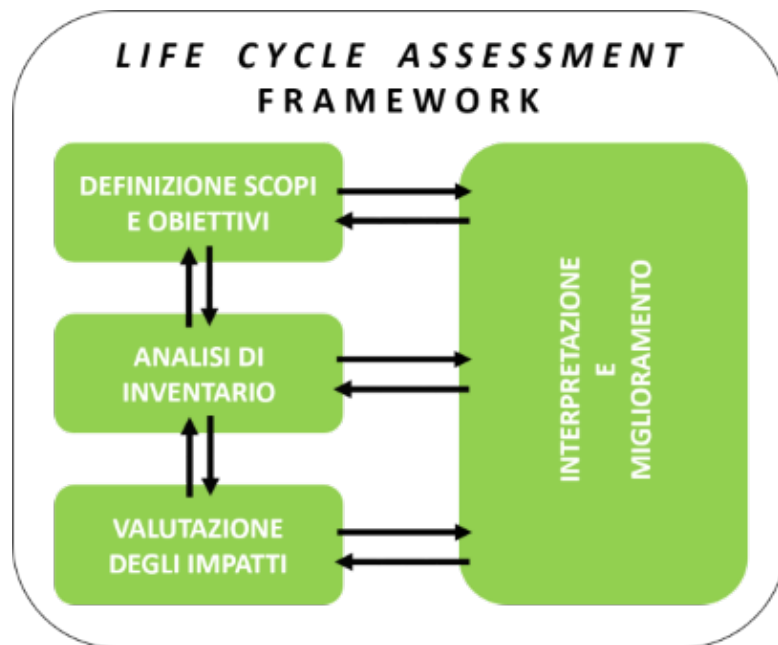 LIFE CYCLE ASSESSMENT
FRAMEWORK
DEFINIZIONE SCOPI
E OBIETTIVI
ANALISI DI
INVENTARIO
VALUTAZIONE
DEGLI IMPATTI
INTERPRETAZIONE
E
MIGLIORAMENTO